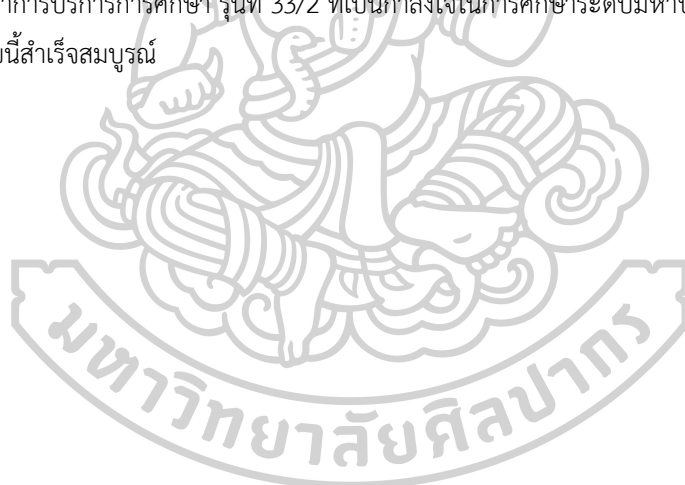 การบริการการศึกษา รุ่นที่ 33/2 ที่เป็นกำลังใจในการศึกษาระดับมหาบ
นี้สำเร็จสมบูรณ์
มหาวิทยาลัยศิลปากร